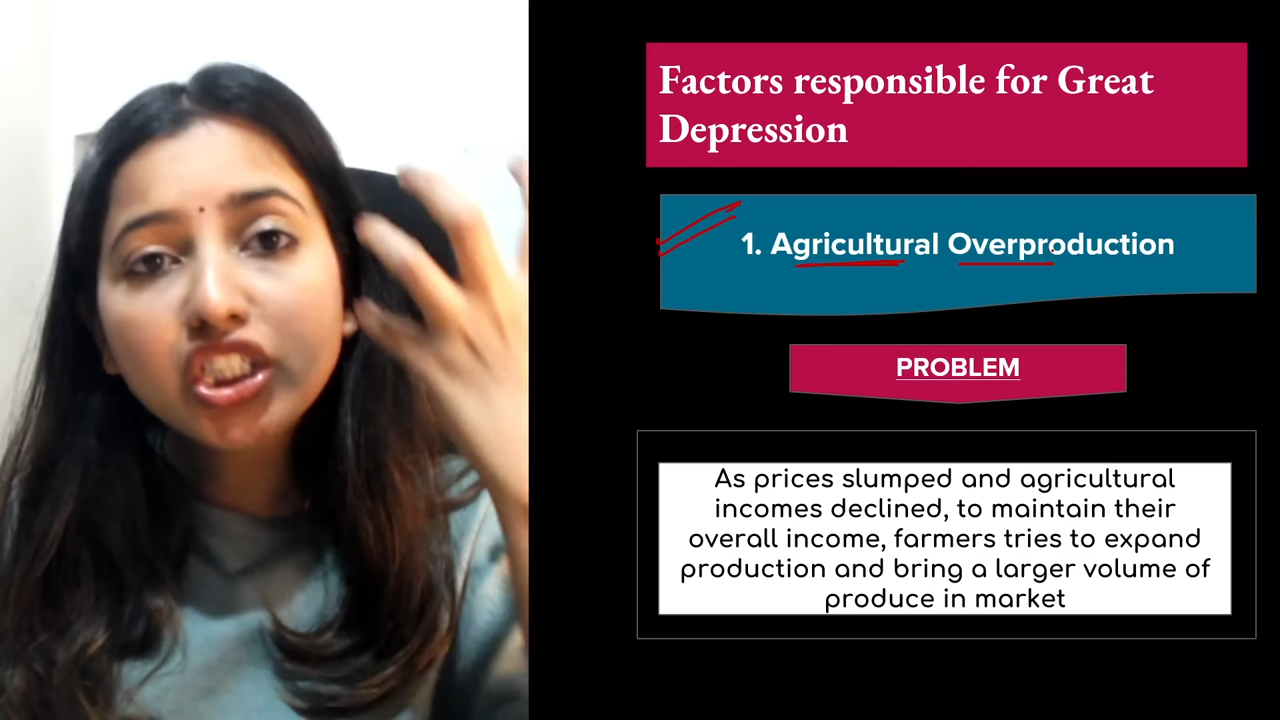 Factors responsible for Great
Depression
1. Agricultural Overproduction
PROBLEM
As prices slumped and agricultural
incomes declined, to maintain their
overall income, farmers tries to expand
production and bring a larger volume of
produce in market